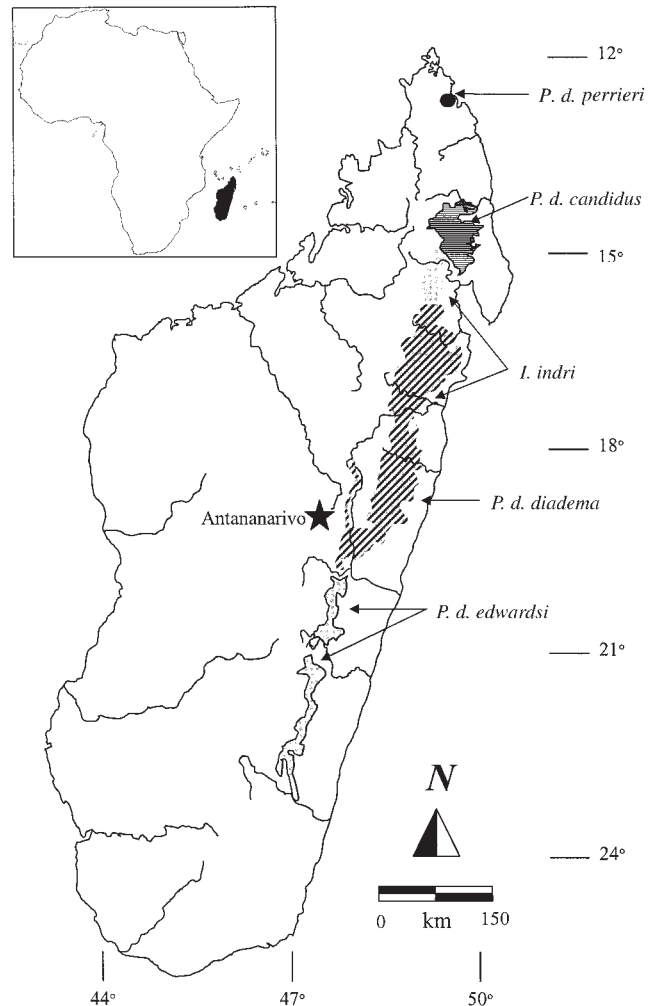 12°
P. d. perrieri
P. d. candidus
15°
I. indri
18°
P. d. diadema
Antananarivo
P. d. edwardsi
21°
N
24°
0 km 150
44° 47° 50°